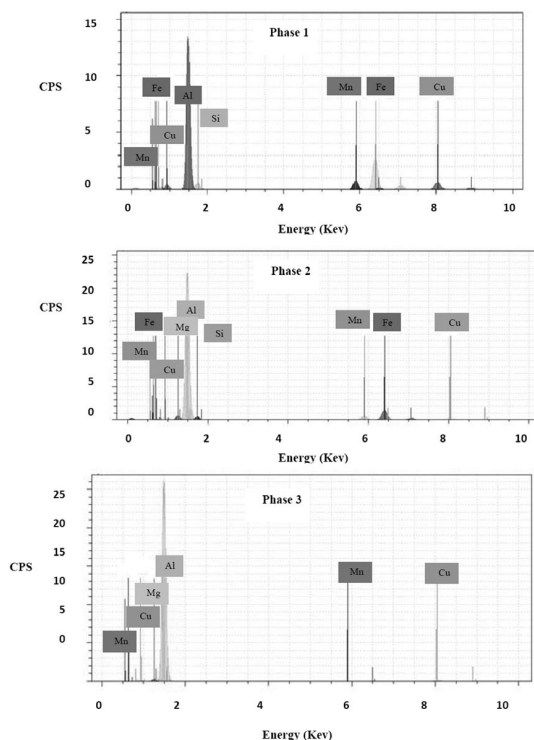 Phase 1
15
CPS
10
5
0
Fe
Al
Si
Cu
Mn
Mn
Fe
Cu
0 2 4 6 8 10
Energy (Kev)
Phase 2
25
20
CPS
15
10
5
0
Al
Fe
Mg
Si
Mn
Cu
Mn
Fe
Cu
0 2 4 6 8 10
Energy (Kev)
Phase 3
25
20
15
CPS
10
5
0
Al
Mg
Cu
Mn
Mn
Cu
0 2 4 6 8 10
Energy (Kev)